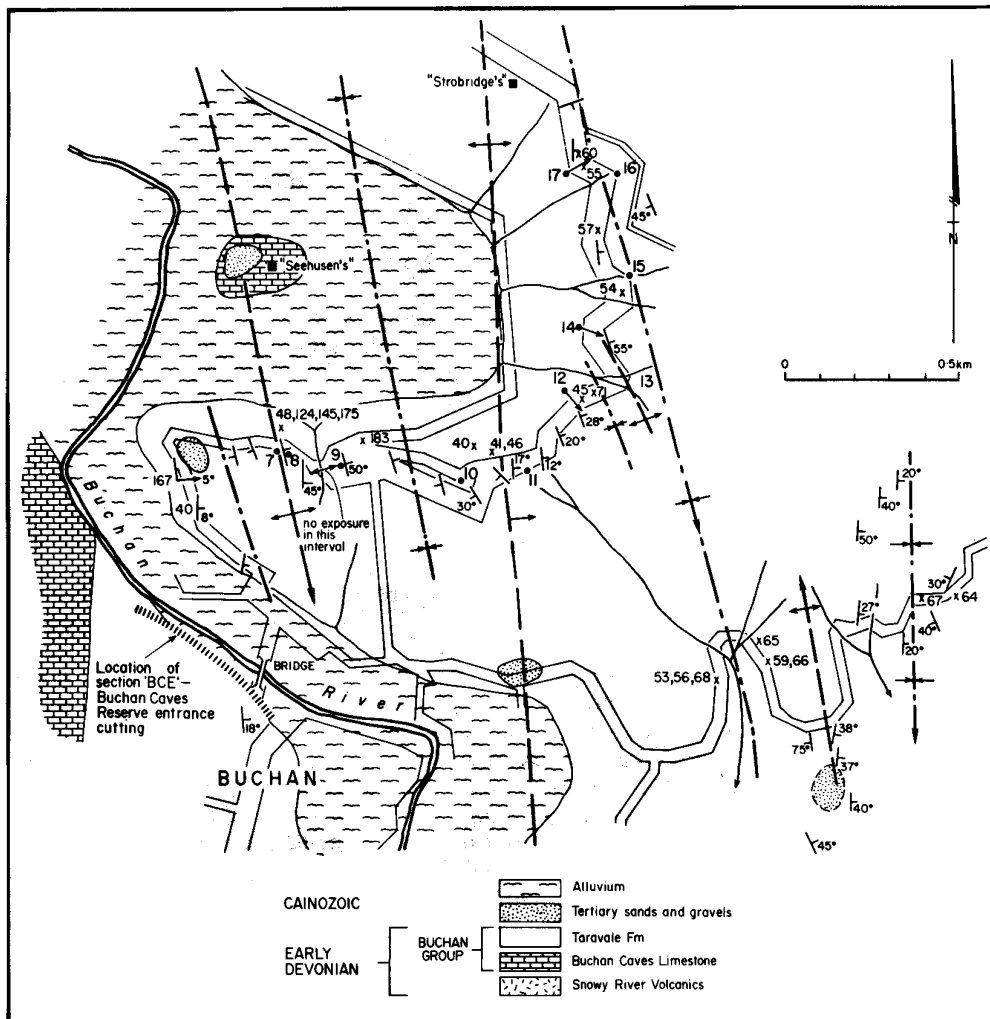 "Strobridge's"
60
17
55
16
45°
57
N
"Seehusen's"
15
54
14
55°
0 0·5km
12
45
7
13
28°
48,124,145,175
183
40
41,46
20°
7
8
9
50°
17°
12°
10
11
30°
45°
167
5°
40
8°
no exposure
in this
interval
20°
40°
50°
30°
27°
67
64
40°
20°
65
59,66
53,56,68
38°
75°
37°
40°
45°
Buchan
River
BRIDGE
Location of
section 'BCE'–
Buchan Caves
Reserve entrance
cutting
18°
BUCHAN
CAINOZOIC
Alluvium
Tertiary sands and gravels
EARLY
DEVONIAN
BUCHAN
GROUP
Taravale Fm
Buchan Caves Limestone
Snowy River Volcanics